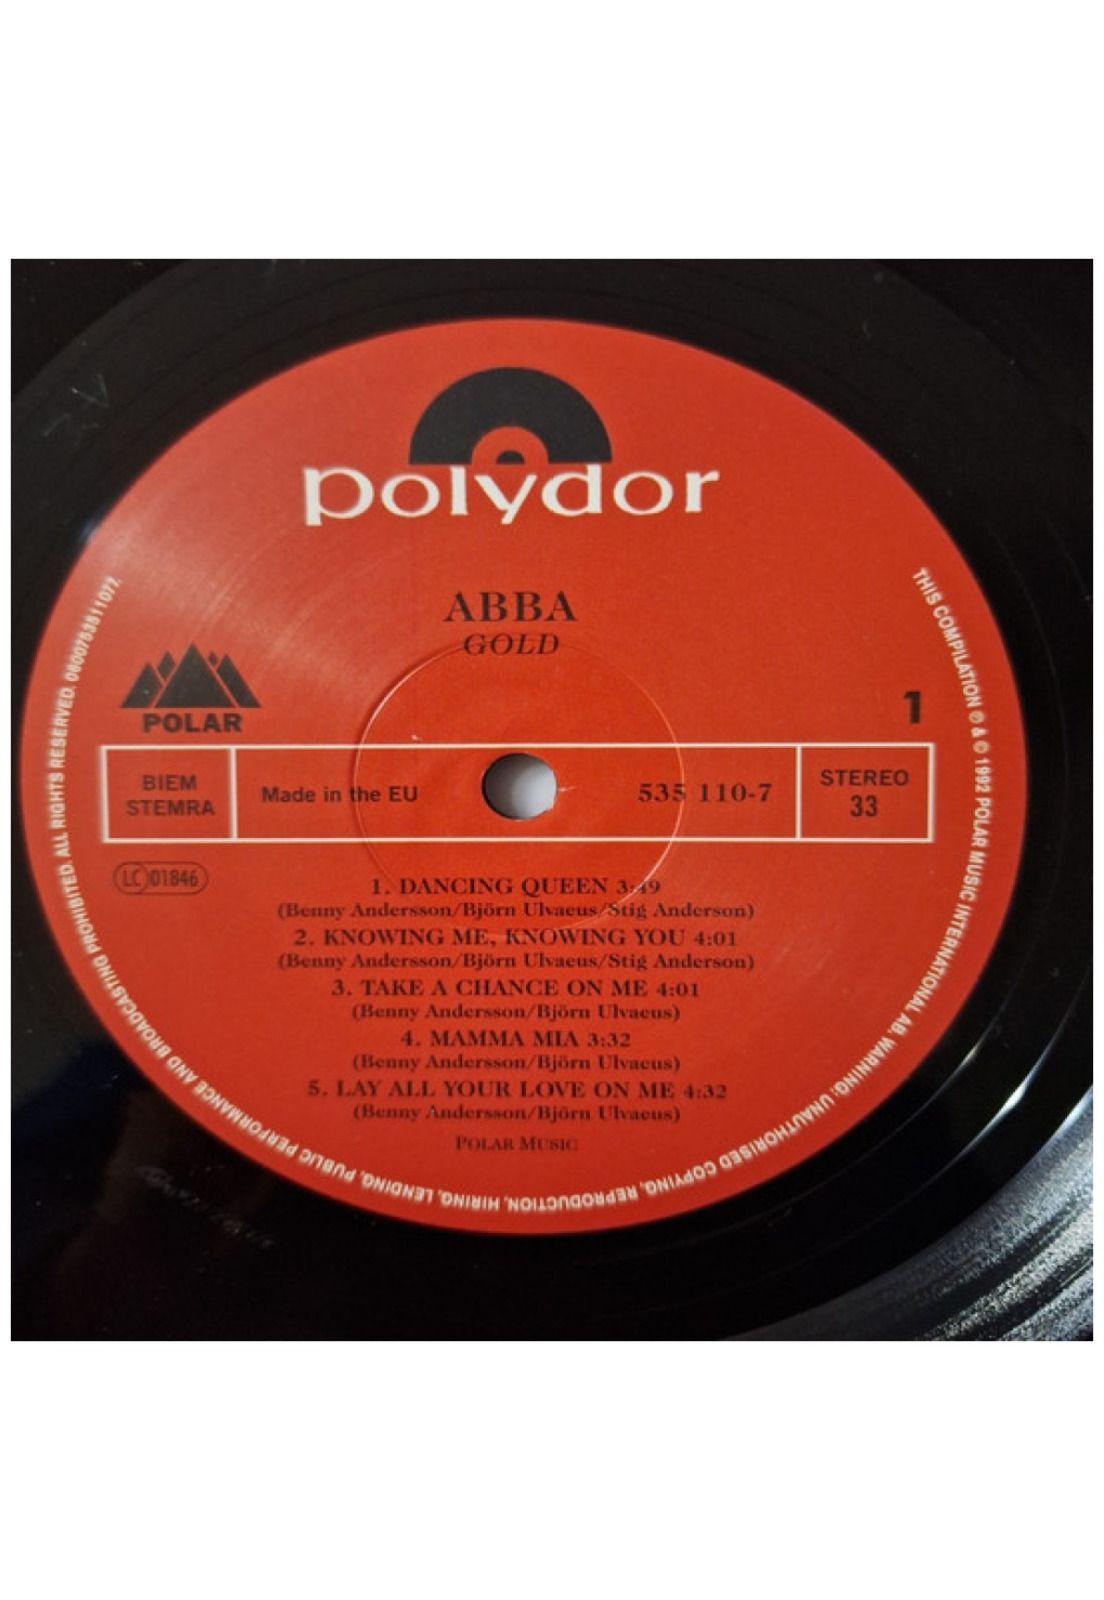 polydor
ABBA
GOLD
POLAR
1
BIEM
STEMRA
Made in the EU
535 110-7
STEREO
33
LC 01846
1. DANCING QUEEN 3:49
(Benny Andersson/Björn Ulvaeus/Stig Anderson)
2. KNOWING ME, KNOWING YOU 4:01
(Benny Andersson/Björn Ulvaeus/Stig Anderson)
3. TAKE A CHANCE ON ME 4:01
(Benny Andersson/Björn Ulvaeus)
4. MAMMA MIA 3:32
(Benny Andersson/Björn Ulvaeus)
5. LAY ALL YOUR LOVE ON ME 4:32
(Benny Andersson/Björn Ulvaeus)
POLAR MUSIC
THIS COMPILATION ℗ & © 1992 POLAR MUSIC INTERNATIONAL AB. WARNING: UNAUTHORISED COPYING, REPRODUCTION, HIRING, LENDING, PUBLIC PERFORMANCE AND BROADCASTING PROHIBITED. ALL RIGHTS RESERVED. 0800753511077.